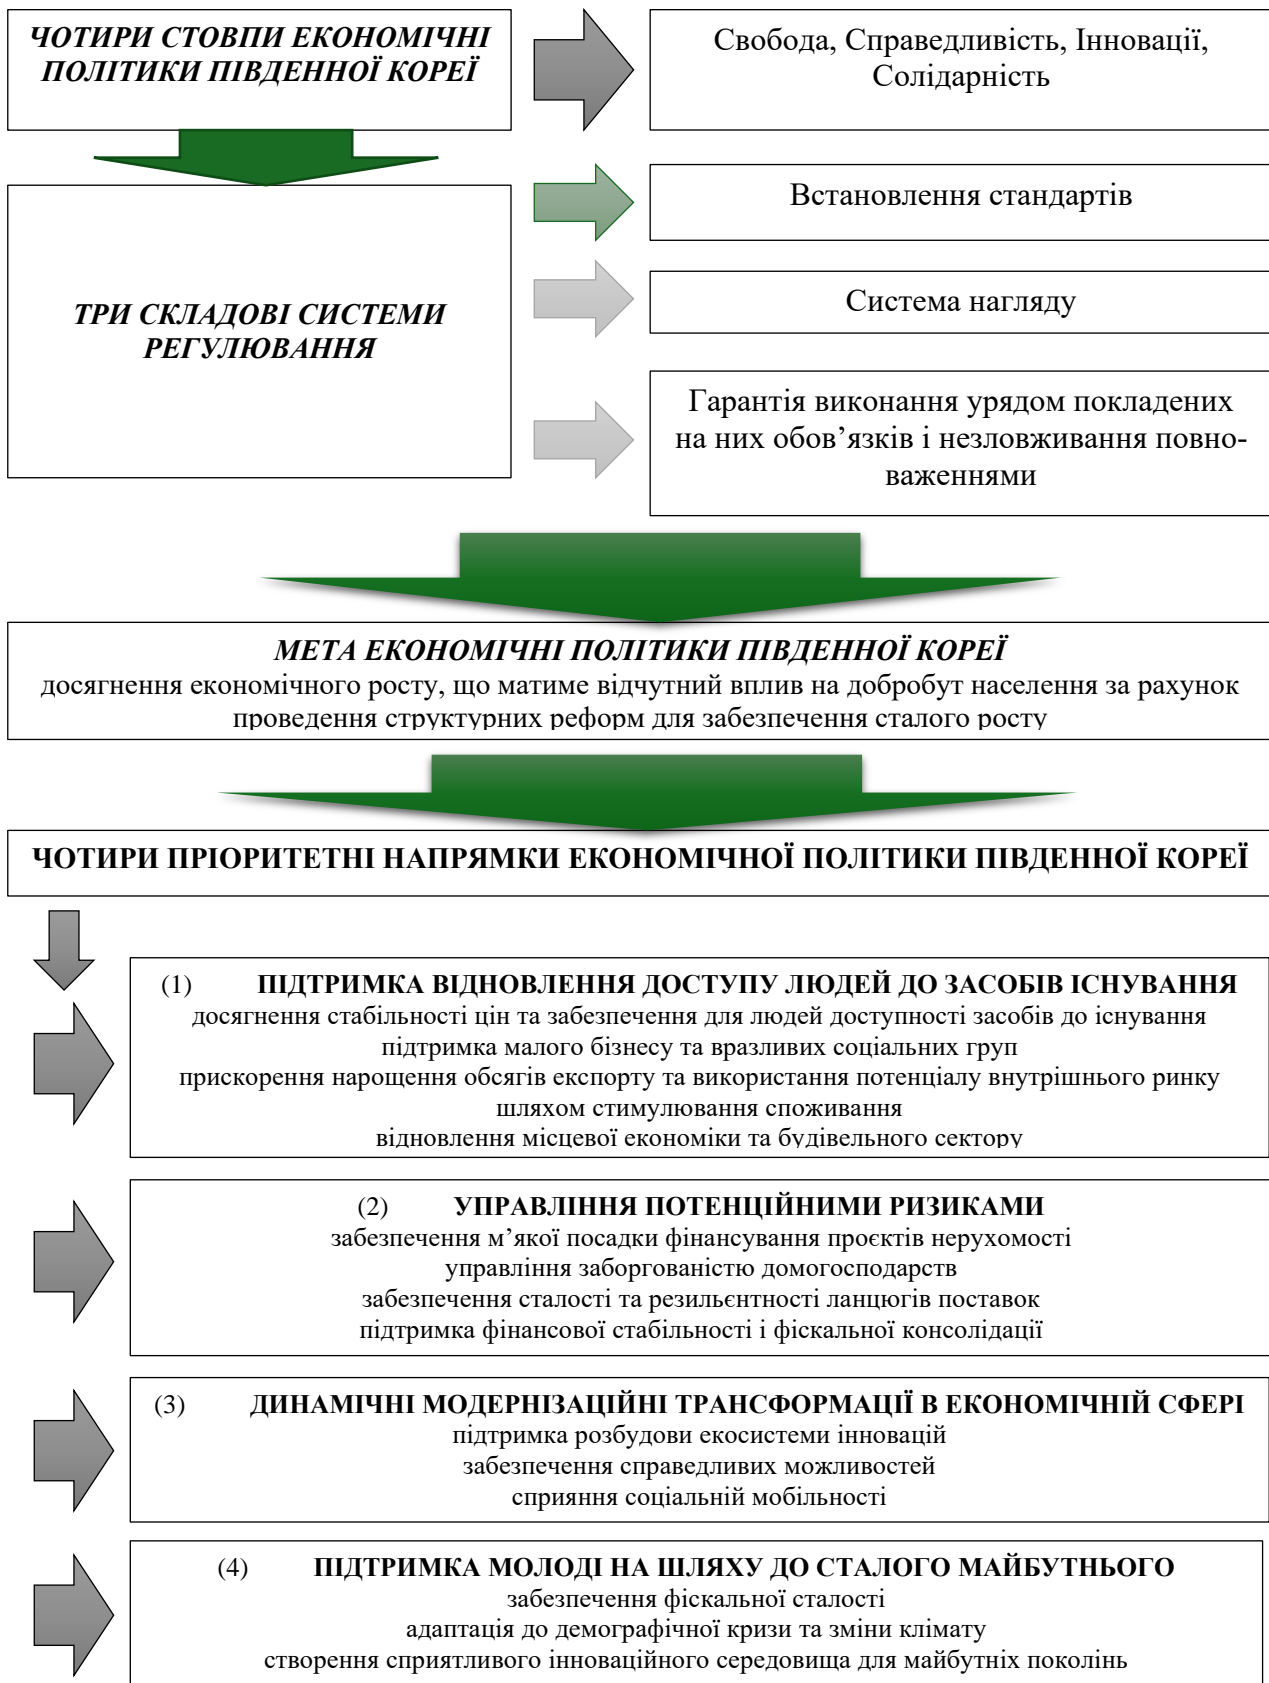 ЧОТИРИ СТОВПИ ЕКОНОМІЧНІ
ПОЛІТИКИ ПІВДЕННОЇ КОРЕЇ
Свобода, Справедливість, Інновації,
Солідарність
Встановлення стандартів
ТРИ СКЛАДОВІ СИСТЕМИ
РЕГУЛЮВАННЯ
Система нагляду
Гарантія виконання урядом покладених
на них обов’язків і незловживання повно-
важеннями
МЕТА ЕКОНОМІЧНІ ПОЛІТИКИ ПІВДЕННОЇ КОРЕЇ
досягнення економічного росту, що матиме відчутний вплив на добробут населення за рахунок
проведення структурних реформ для забезпечення сталого росту
ЧОТИРИ ПРІОРИТЕТНІ НАПРЯМКИ ЕКОНОМІЧНОЇ ПОЛІТИКИ ПІВДЕННОЇ КОРЕЇ
(1) ПІДТРИМКА ВІДНОВЛЕННЯ ДОСТУПУ ЛЮДЕЙ ДО ЗАСОБІВ ІСНУВАННЯ
досягнення стабільності цін та забезпечення для людей доступності засобів до існування
підтримка малого бізнесу та вразливих соціальних груп
прискорення нарощення обсягів експорту та використання потенціалу внутрішнього ринку
шляхом стимулювання споживання
відновлення місцевої економіки та будівельного сектору
(2) УПРАВЛІННЯ ПОТЕНЦІЙНИМИ РИЗИКАМИ
забезпечення м’якої посадки фінансування проєктів нерухомості
управління заборгованістю домогосподарств
забезпечення сталості та резильєнтності ланцюгів поставок
підтримка фінансової стабільності і фіскальної консолідації
(3) ДИНАМІЧНІ МОДЕРНІЗАЦІЙНІ ТРАНСФОРМАЦІЇ В ЕКОНОМІЧНІЙ СФЕРІ
підтримка розбудови екосистеми інновацій
забезпечення справедливих можливостей
сприяння соціальній мобільності
(4) ПІДТРИМКА МОЛОДІ НА ШЛЯХУ ДО СТАЛОГО МАЙБУТНЬОГО
забезпечення фіскальної сталості
адаптація до демографічної кризи та зміни клімату
створення сприятливого інноваційного середовища для майбутніх поколінь